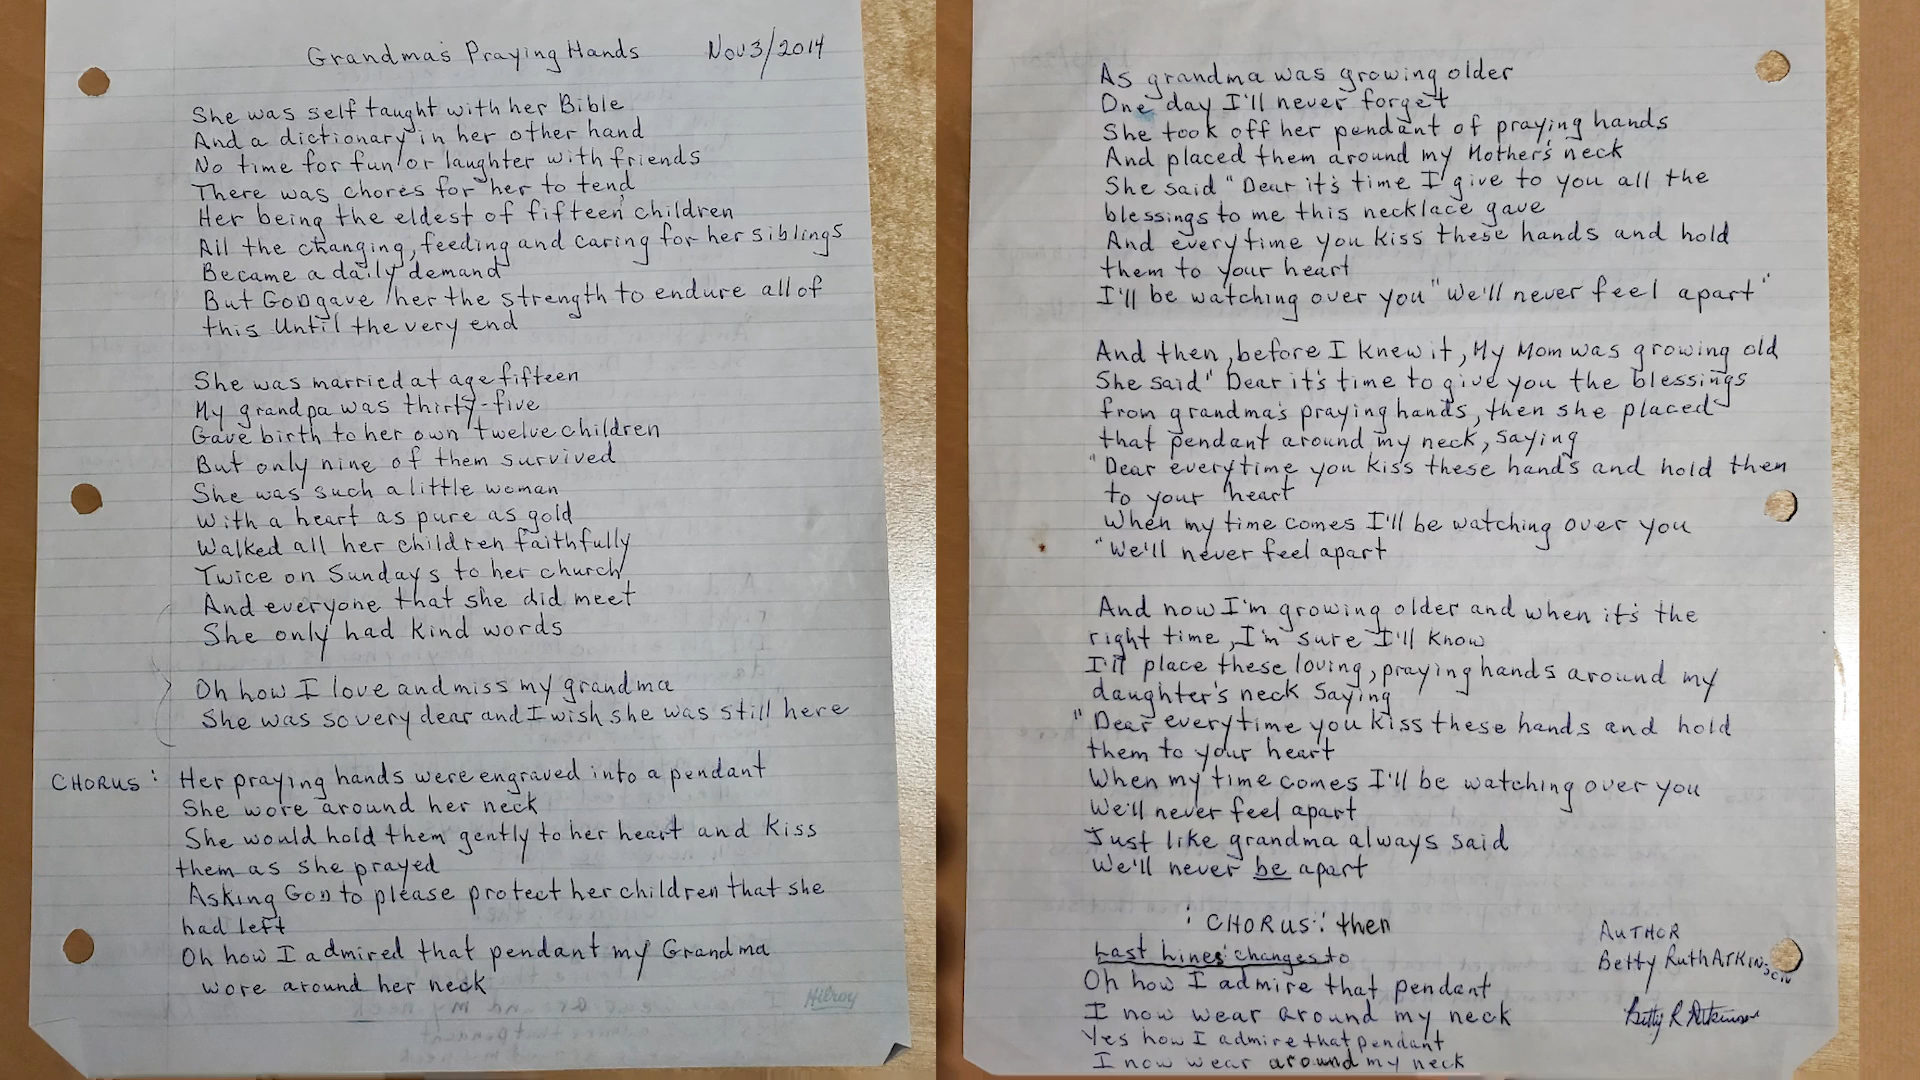 Grandma's Praying Hands Nov 3/2014
She was self taught with her Bible
And a dictionary in her other hand
No time for fun or laughter with friends
There was chores for her to tend
Her being the eldest of fifteen children
All the changing, feeding and caring for her siblings
Became a daily demand
But GOD gave her the strength to endure all of
this Until the very end
She was married at age fifteen
My grandpa was thirty-five
Gave birth to her own twelve children
But only nine of them survived
She was such a little woman
With a heart as pure as gold
Walked all her children faithfully
Twice on Sundays to her church
And everyone that she did meet
She only had kind words
Oh how I love and miss my grandma
She was so very dear and I wish she was still here
CHORUS: Her praying hands were engraved into a pendant
She wore around her neck
She would hold them gently to her heart and kiss
them as she prayed
Asking GOD to please protect her children that she
had left
Oh how I admired that pendant my Grandma
wore around her neck
Hilroy
As grandma was growing older
One day I'll never forget
She took off her pendant of praying hands
And placed them around my Mother's neck
She said "Dear it's time I give to you all the
blessings to me this necklace gave
And everytime you kiss these hands and hold
them to your heart
I'll be watching over you "We'll never feel apart"
And then, before I knew it, My Mom was growing old
She said "Dear it's time to give you the blessings
from grandma's praying hands, then she placed
that pendant around my neck, saying
"Dear everytime you kiss these hands and hold them
to your heart
When my time comes I'll be watching over you
"We'll never feel apart
And now I'm growing older and when it's the
right time, I'm sure I'll know
I'll place these loving, praying hands around my
daughter's neck Saying
"Dear everytime you kiss these hands and hold
them to your heart
When my time comes I'll be watching over you
We'll never feel apart
Just like grandma always said
We'll never be apart
: CHORUS: then
Last Lines changes to
Oh how I admire that pendant
I now wear around my neck
Yes how I admire that pendant
I now wear around my neck
AUTHOR
Betty Ruth ATKINSON
Betty R Atkinson